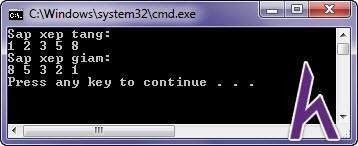 C:\Windows\system32\cmd.exe
Sap xep tang:
1 2 3 5 8
Sap xep giam:
8 5 3 2 1
Press any key to continue . . .